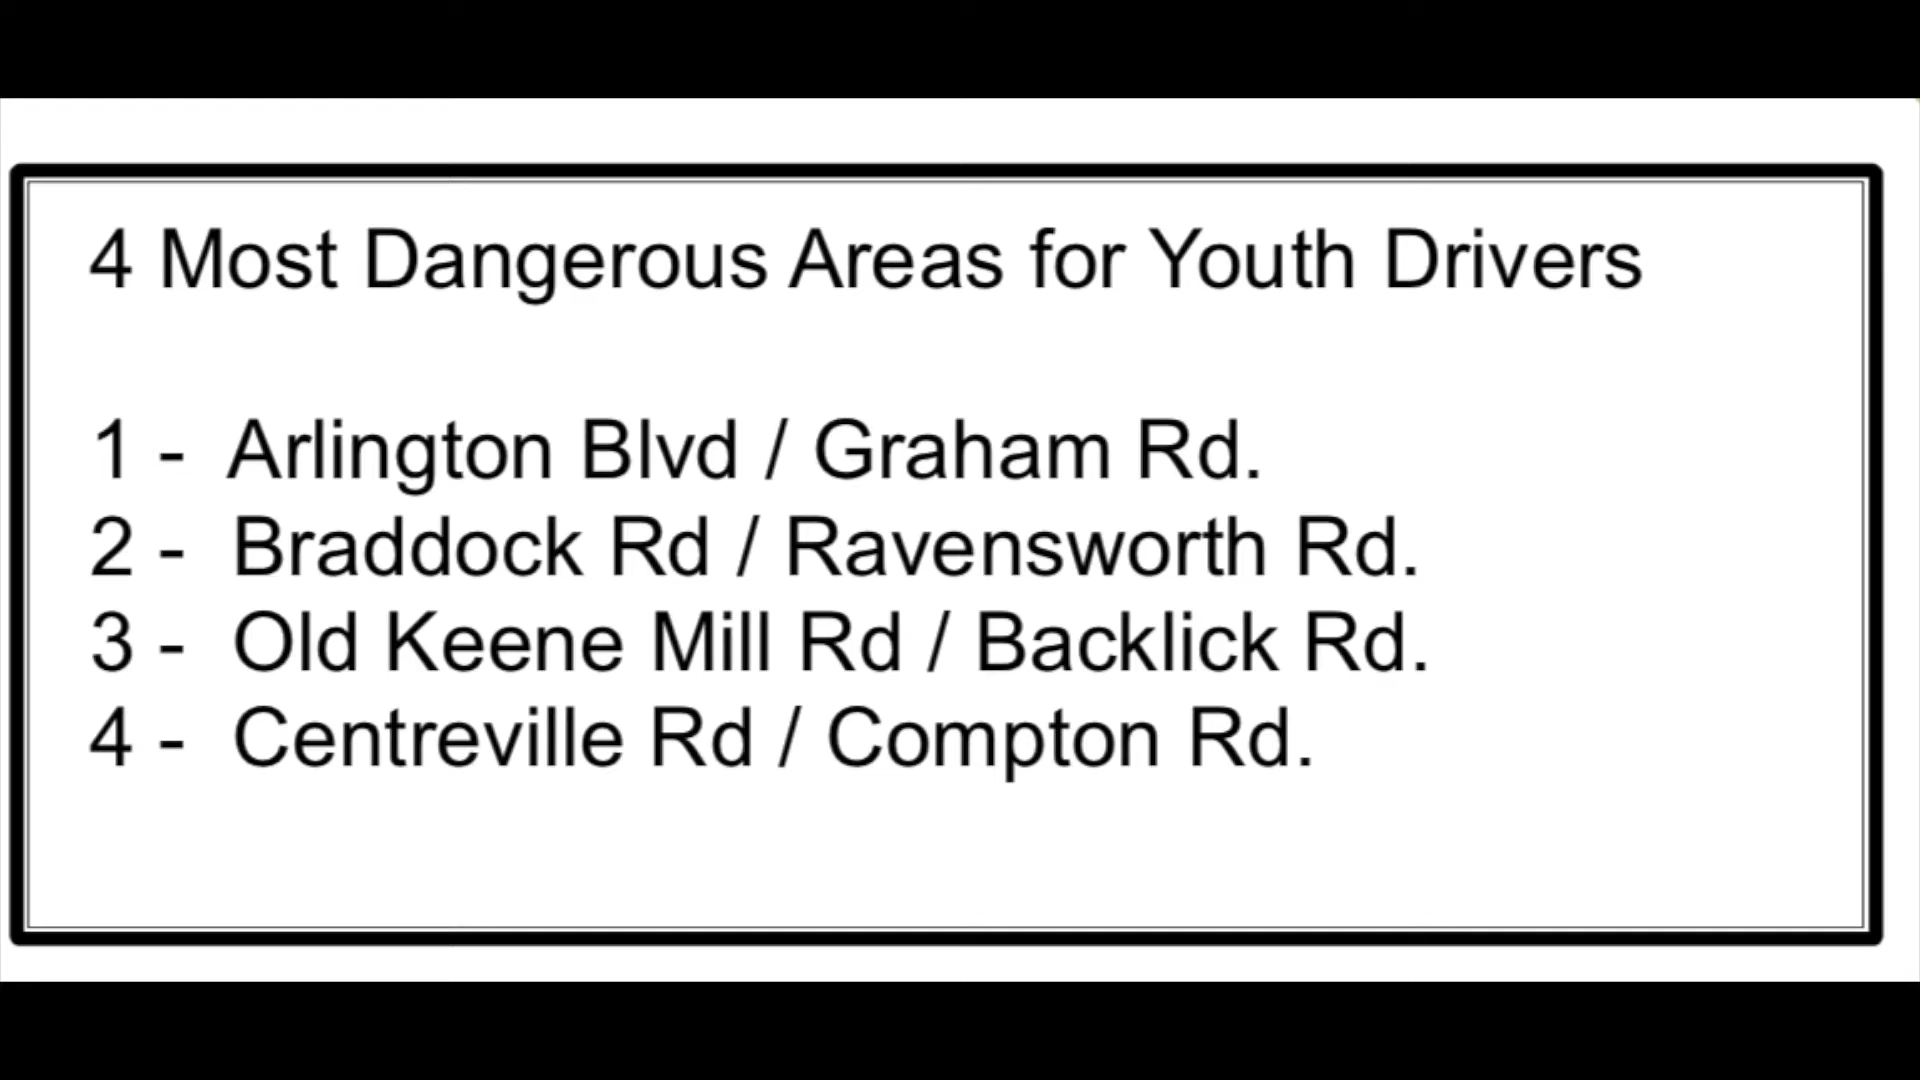 4 Most Dangerous Areas for Youth Drivers
1 - Arlington Blvd / Graham Rd.
2 - Braddock Rd / Ravensworth Rd.
3 - Old Keene Mill Rd / Backlick Rd.
4 - Centreville Rd / Compton Rd.